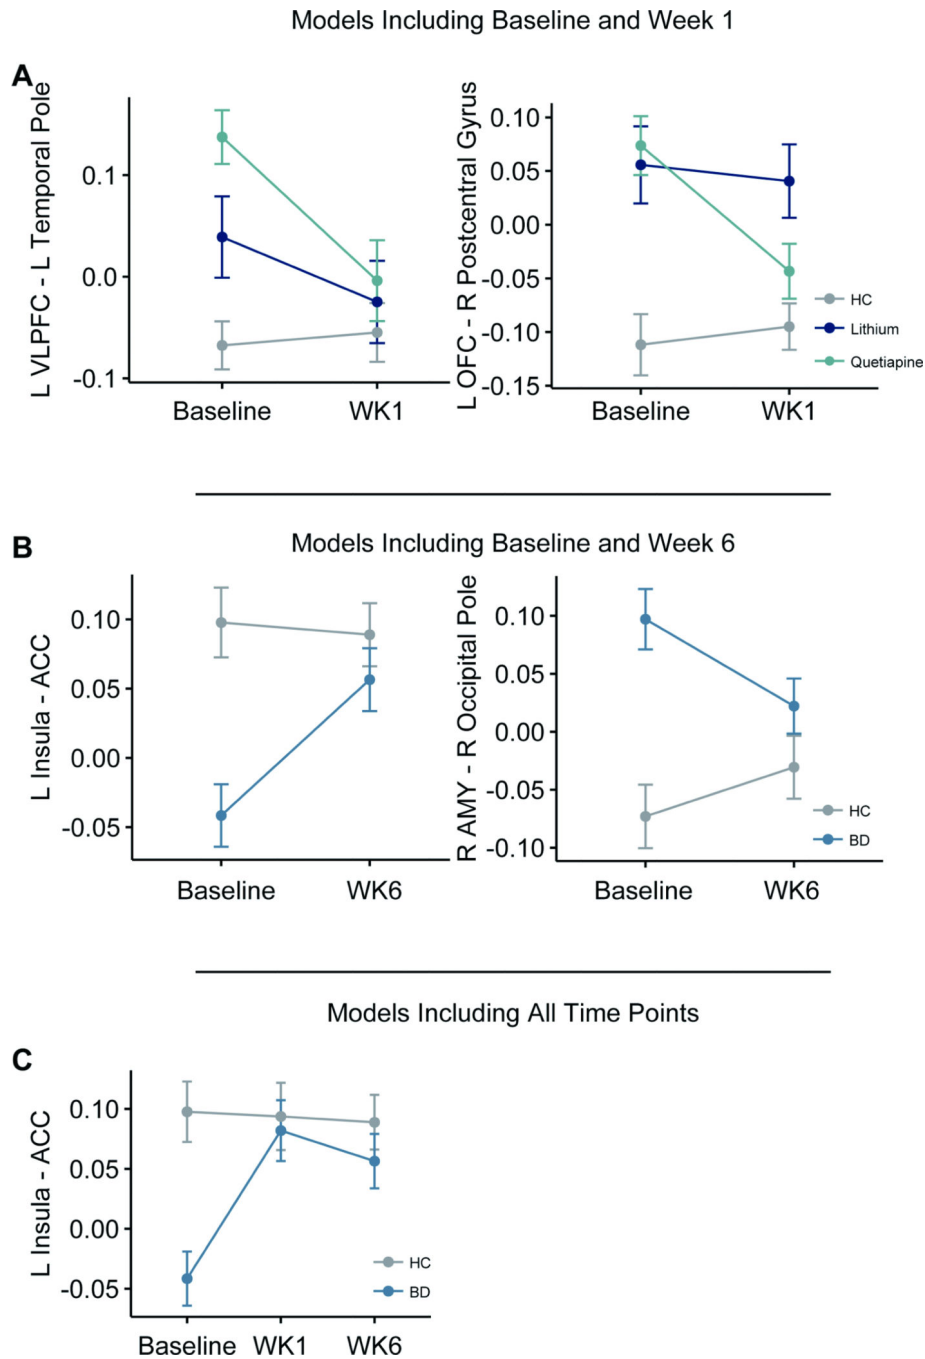 Models Including Baseline and Week 1
A
L VLPFC - L Temporal Pole
0.1
0.0
-0.1
Baseline
WK1
L OFC - R Postcentral Gyrus
0.10
0.05
0.00
-0.05
-0.10
-0.15
Baseline
WK1
HC
Lithium
Quetiapine
B
Models Including Baseline and Week 6
L Insula - ACC
0.10
0.05
0.00
-0.05
Baseline
WK6
R AMY - R Occipital Pole
0.10
0.05
0.00
-0.05
-0.10
Baseline
WK6
HC
BD
Models Including All Time Points
C
L Insula - ACC
0.10
0.05
0.00
-0.05
Baseline
WK1
WK6
HC
BD